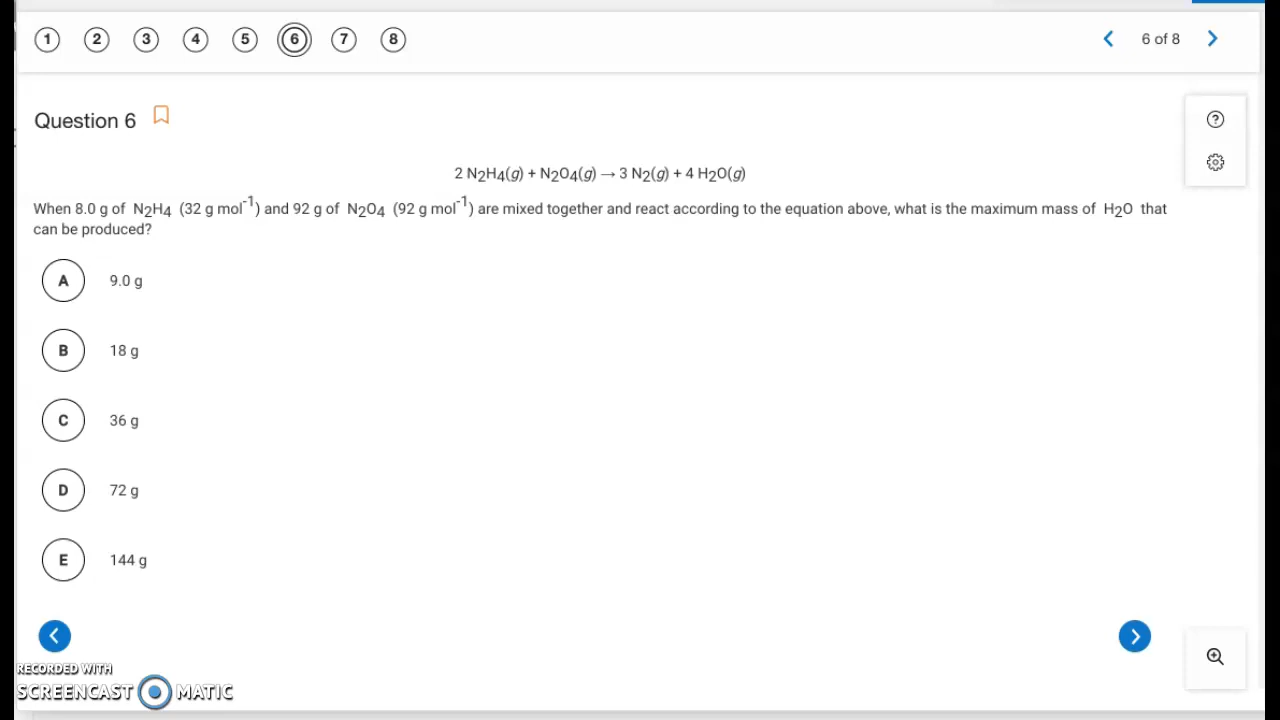 1 2 3 4 5 6 7 8 6 of 8
Question 6
2 N2H4(g) + N2O4(g) → 3 N2(g) + 4 H2O(g)
When 8.0 g of N2H4 (32 g mol-1) and 92 g of N2O4 (92 g mol-1) are mixed together and react according to the equation above, what is the maximum mass of H2O that
can be produced?
A 9.0 g
B 18 g
C 36 g
D 72 g
E 144 g
RECORDED WITH
SCREENCAST MATIC